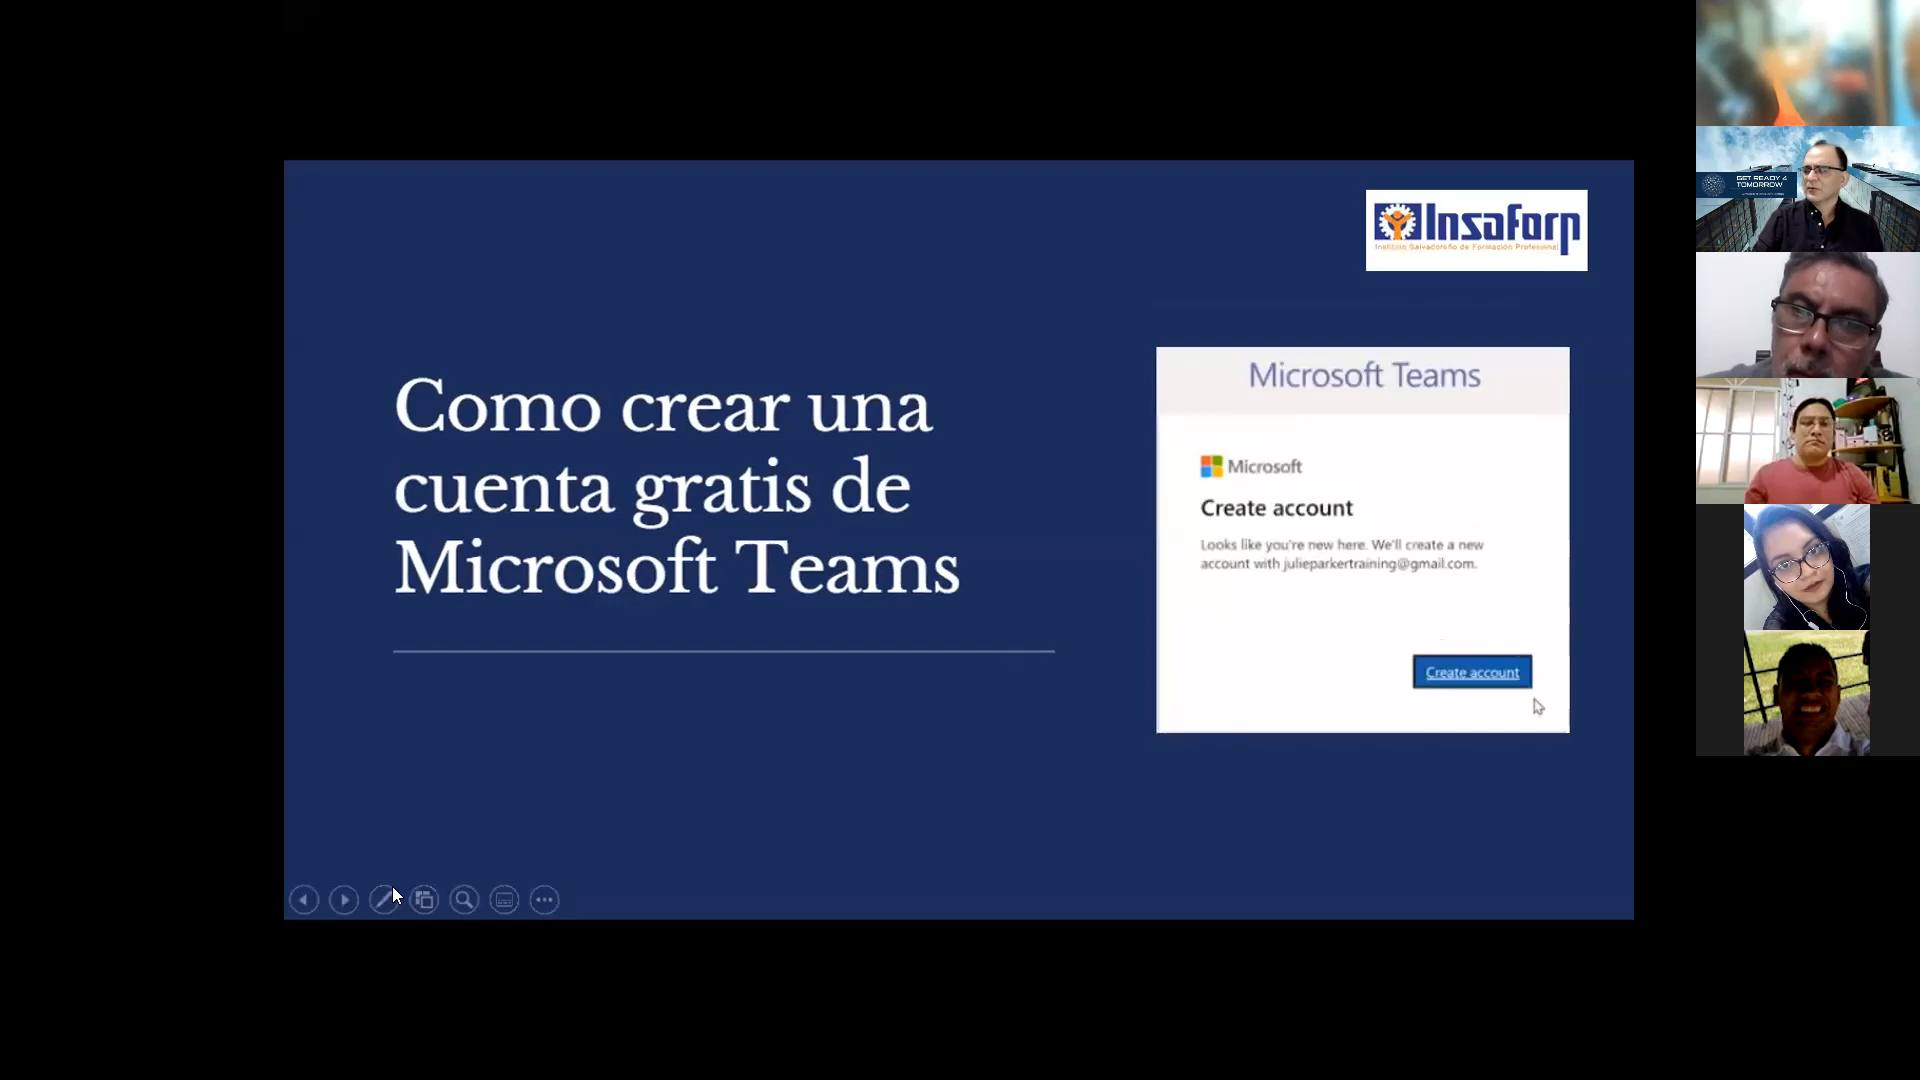 Insaforp
Instituto Salvadoreño de Formación Profesional
Como crear una
cuenta gratis de
Microsoft Teams
Microsoft Teams
Microsoft
Create account
Looks like you're new here. We'll create a new
account with julieparkertraining@gmail.com.
Create account
GET READY 4
TOMORROW